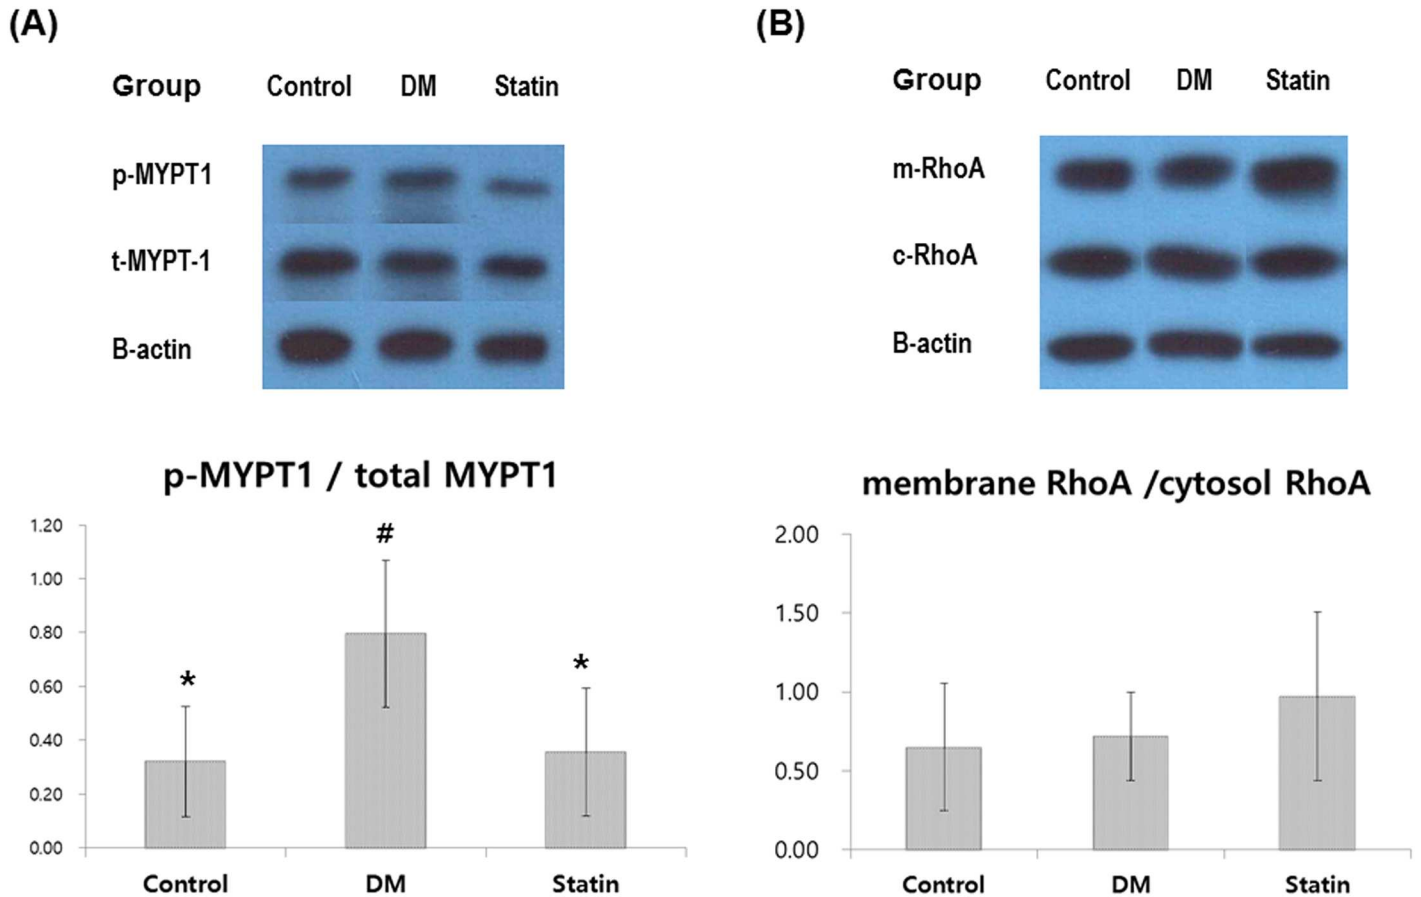 (A)
Group Control DM Statin
p-MYPT1
t-MYPT-1
B-actin
p-MYPT1 / total MYPT1
1.20
1.00
0.80
0.60
0.40
0.20
0.00
* # *
Control DM Statin
(B)
Group Control DM Statin
m-RhoA
c-RhoA
B-actin
membrane RhoA /cytosol RhoA
2.00
1.50
1.00
0.50
0.00
Control DM Statin